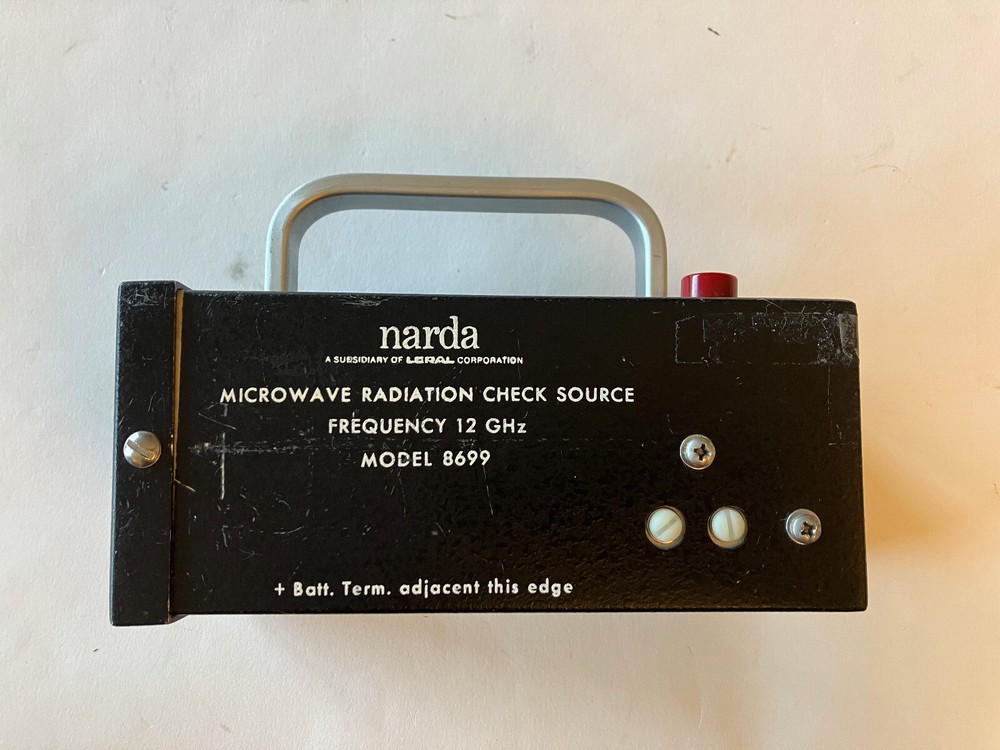 narda
A SUBSIDIARY OF LORAL CORPORATION
MICROWAVE RADIATION CHECK SOURCE
FREQUENCY 12 GHz
MODEL 8699
+ Batt. Term. adjacent this edge